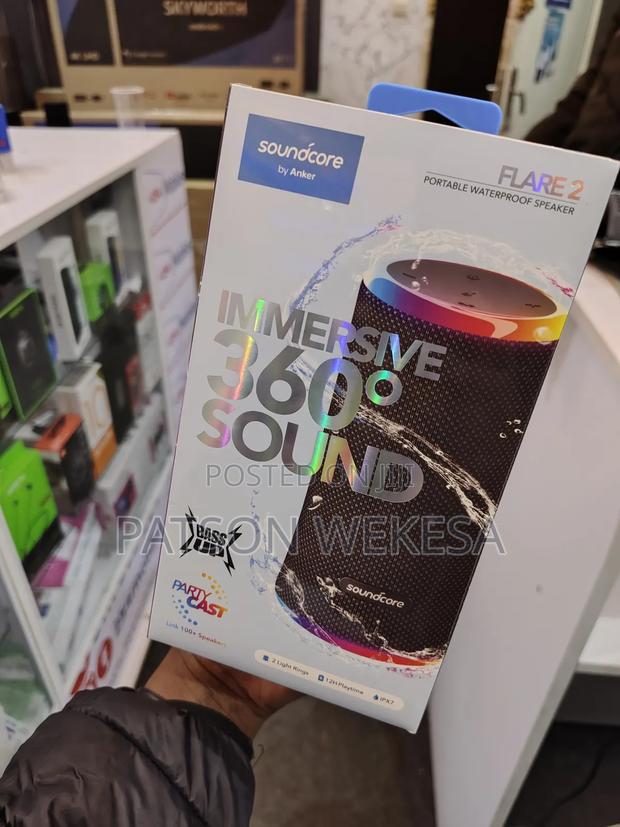 SKYWORTH
soundcore
by Anker
FLARE 2
PORTABLE WATERPROOF SPEAKER
IMMERSIVE
360°
SOUND
POSTED ON JIJI
PATSON WEKESA
BASS
UP
PARTY
CAST
Link 100+ Speakers
soundcore
2 Light Rings
12H Playtime
IPX7